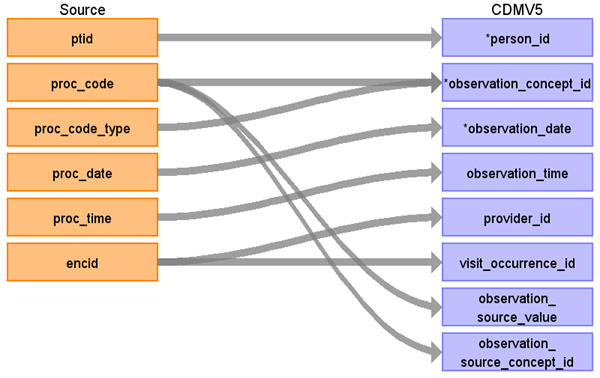 Source CDMV5
ptid *person_id
proc_code *observation_concept_id
proc_code_type *observation_date
proc_date observation_time
proc_time provider_id
encid visit_occurrence_id
observation_
source_value
observation_
source_concept_id